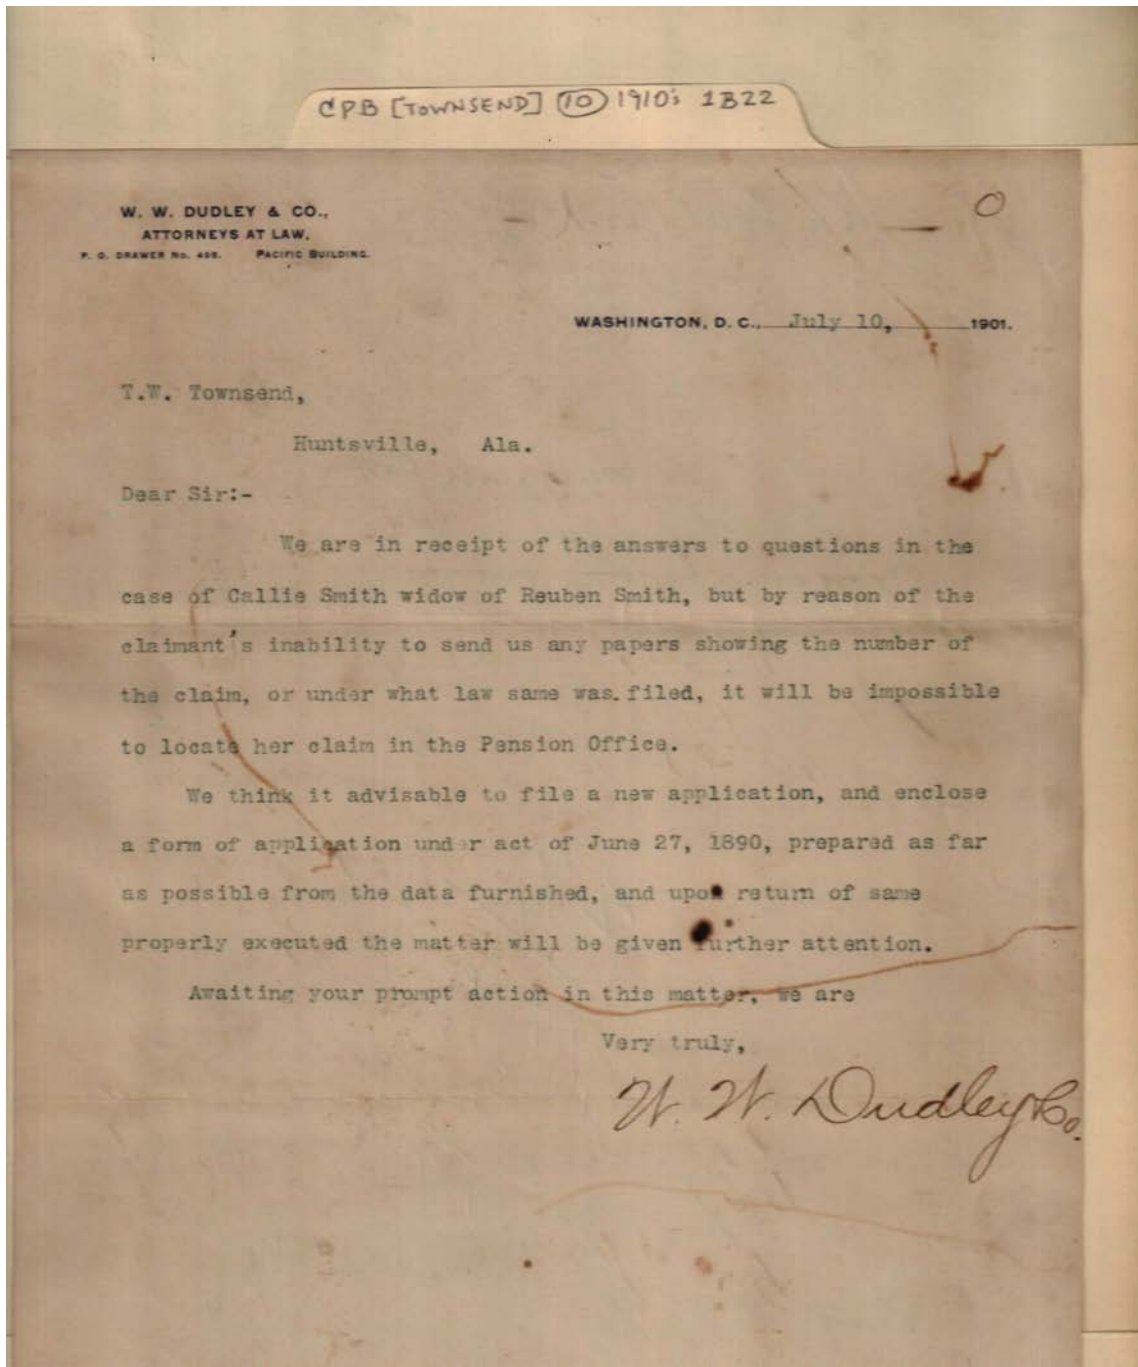 CPB [TOWNSEND] 10 1910's 1B22
W. W. DUDLEY & CO.,
ATTORNEYS AT LAW.
P. O. DRAWER No. PACIFIC BUILDING.
WASHINGTON, D. C., July 10, 1901.
T.W. Townsend,
Huntsville, Ala.
Dear Sir:-
We are in receipt of the answers to questions in the
case of Callie Smith widow of Reuben Smith, but by reason of the
claimant's inability to send us any papers showing the number of
the claim, or under what law same was filed, it will be impossible
to locate her claim in the Pension Office.
We think it advisable to file a new application, and enclose
a form of application under act of June 27, 1890, prepared as far
as possible from the data furnished, and upon return of same
properly executed the matter will be given further attention.
Awaiting your prompt action in this matter, we are
Very truly,
W. W. Dudley & Co.